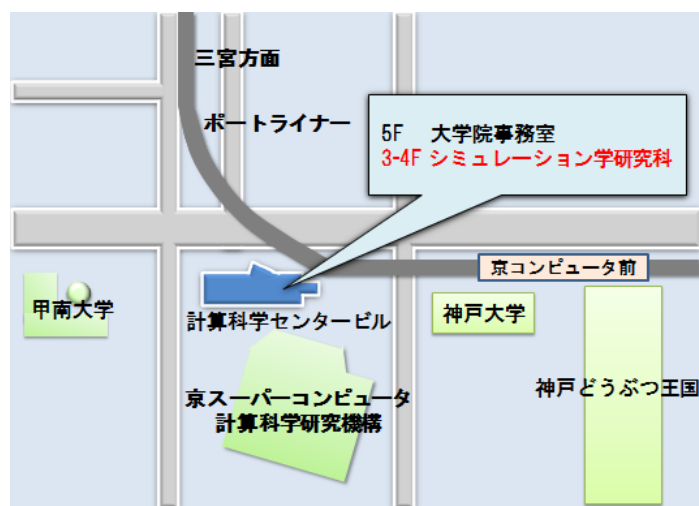 三宮方面
ポートライナー
5F 大学院事務室
3-4F シミュレーション学研究科
京コンピュータ前
甲南大学
計算科学センタービル
神戸大学
京スーパーコンピュータ
計算科学研究機構
神戸どうぶつ王国